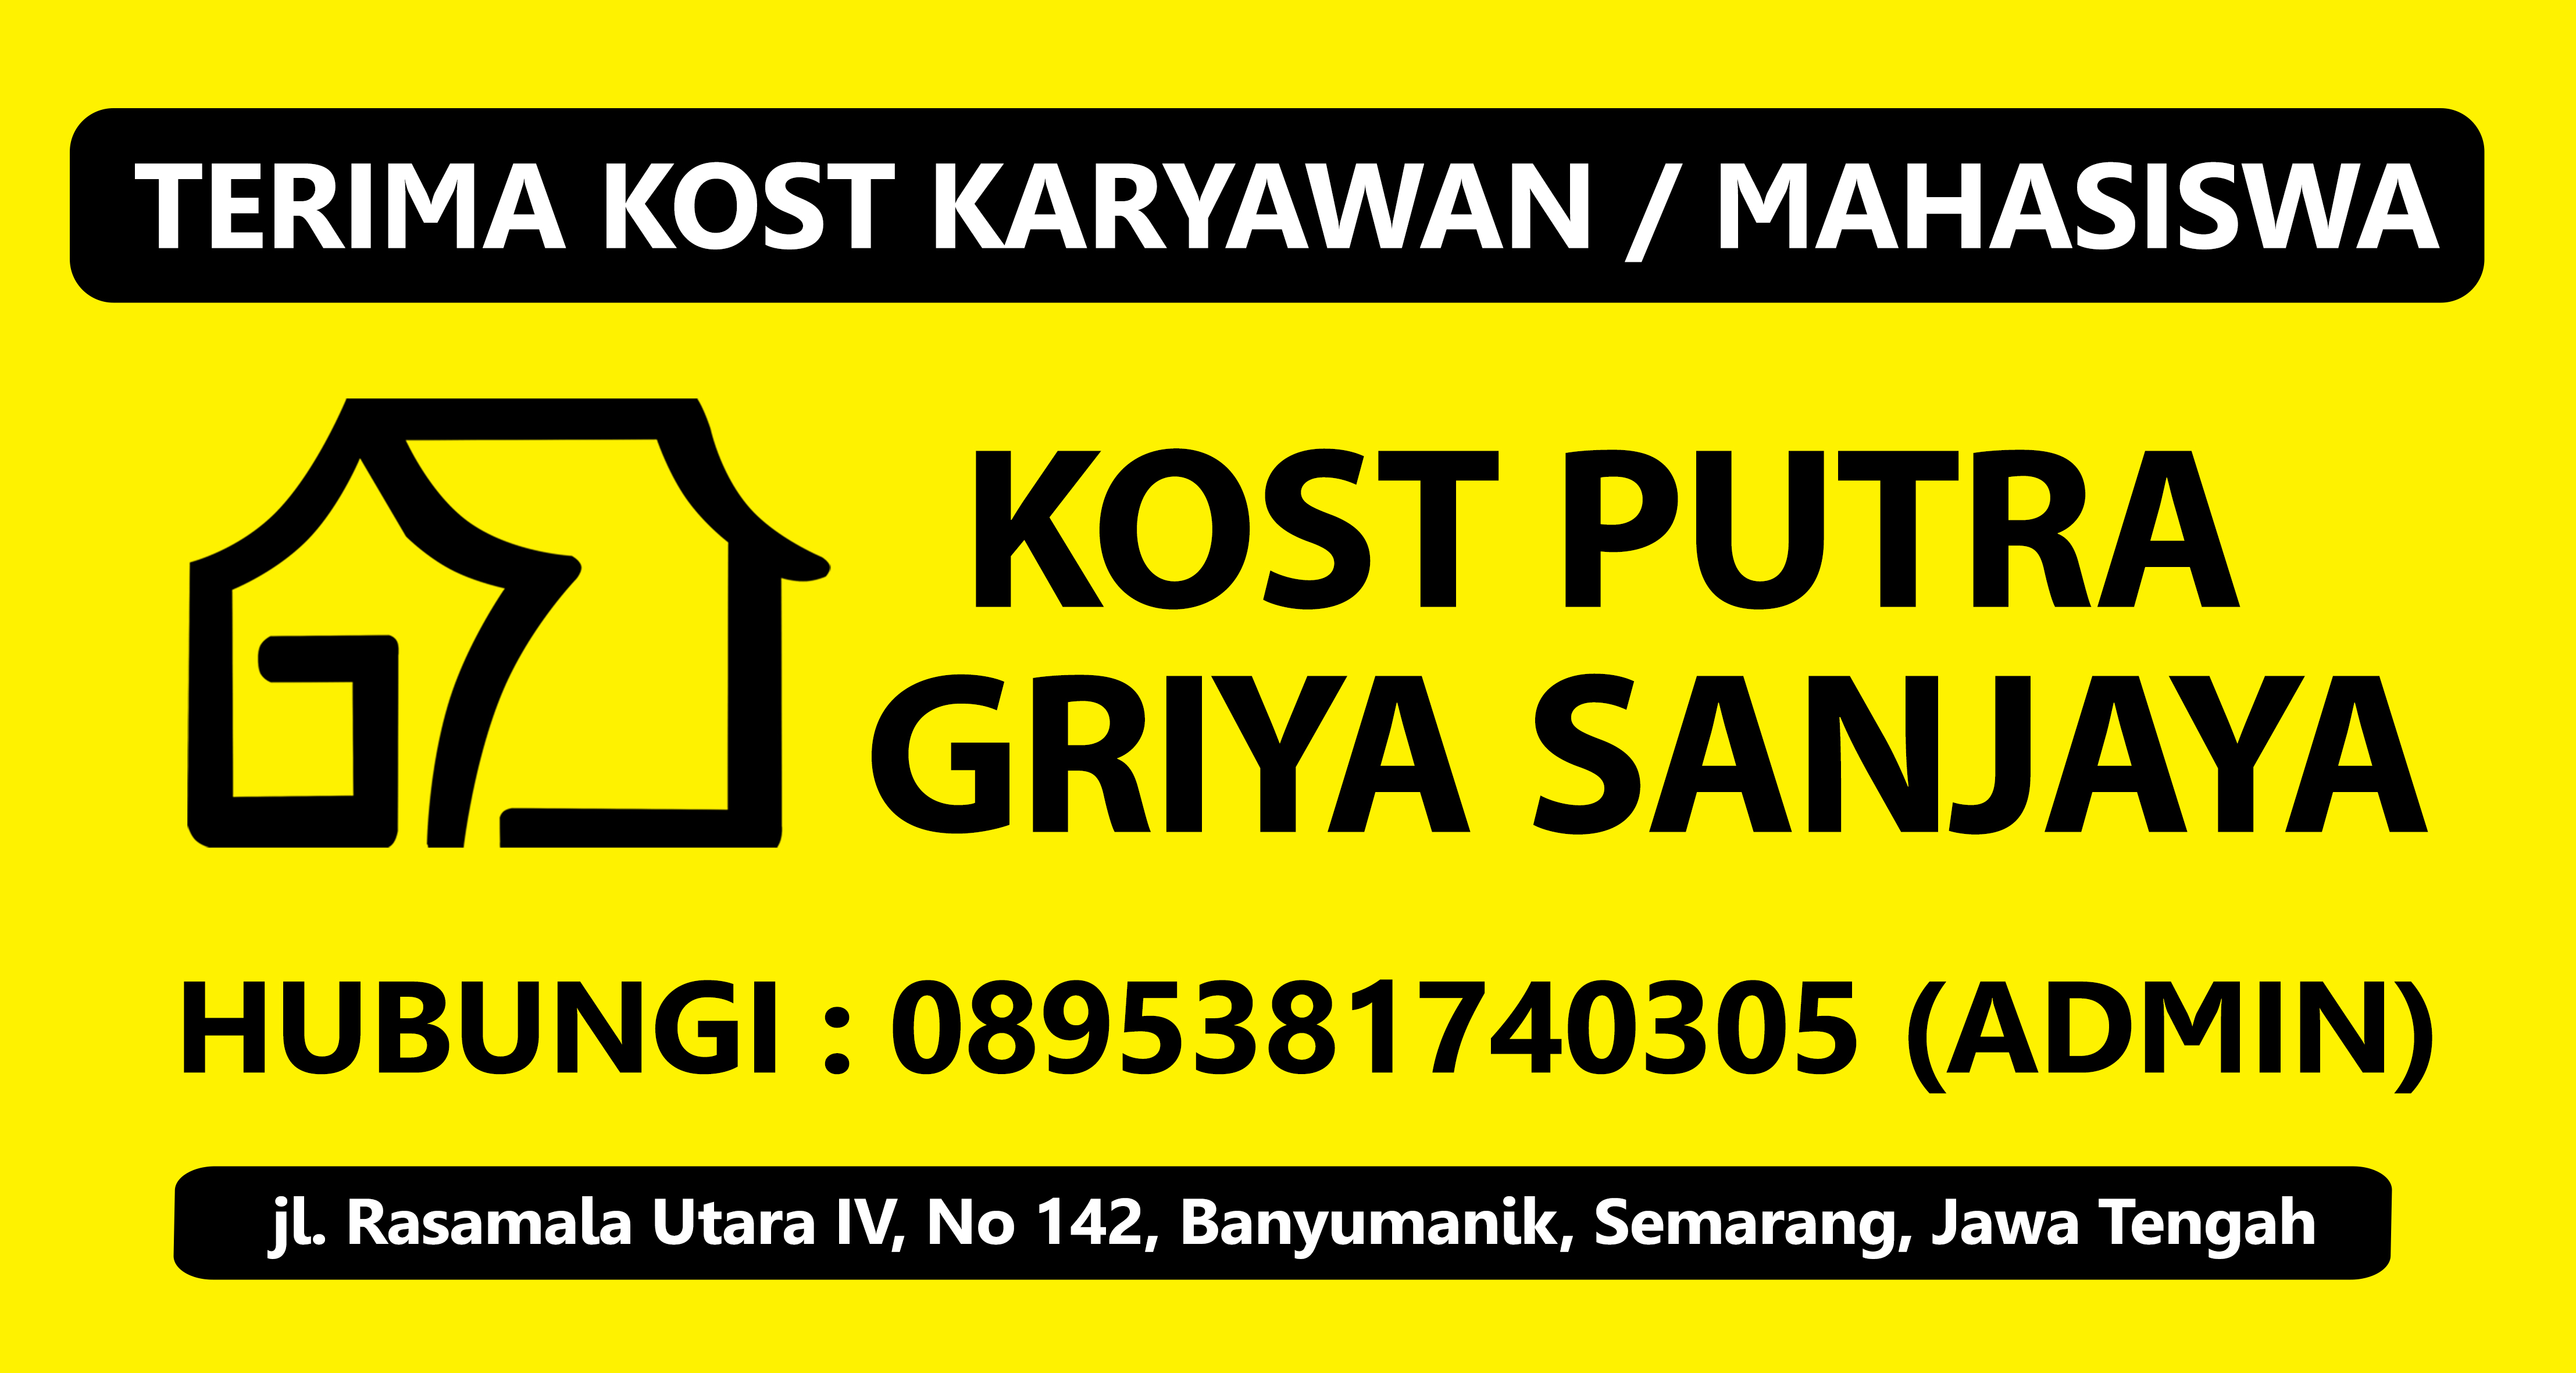 TERIMA KOST KARYAWAN / MAHASISWA
KOST PUTRA
GRIYA SANJAYA
HUBUNGI : 0895381740305 (ADMIN)
jl. Rasamala Utara IV, No 142, Banyumanik, Semarang, Jawa Tengah